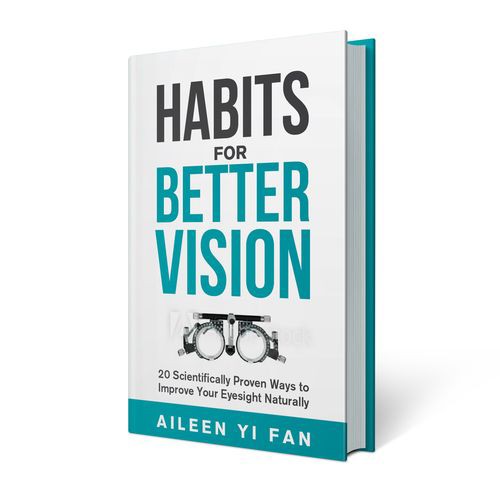 HABITS
FOR
BETTER
VISION
20 Scientifically Proven Ways to
Improve Your Eyesight Naturally
AILEEN YI FAN